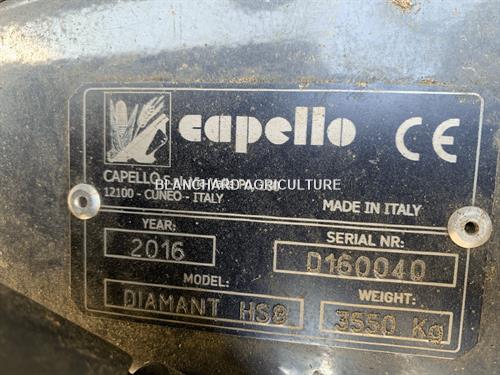 capello
CE
CAPELLO
BLANCHARD AGRICULTURE
12100 - CUNEO - ITALY
MADE IN ITALY
YEAR:
2016
SERIAL NR:
D160040
MODEL:
DIAMANT HS8
WEIGHT:
3550 Kg